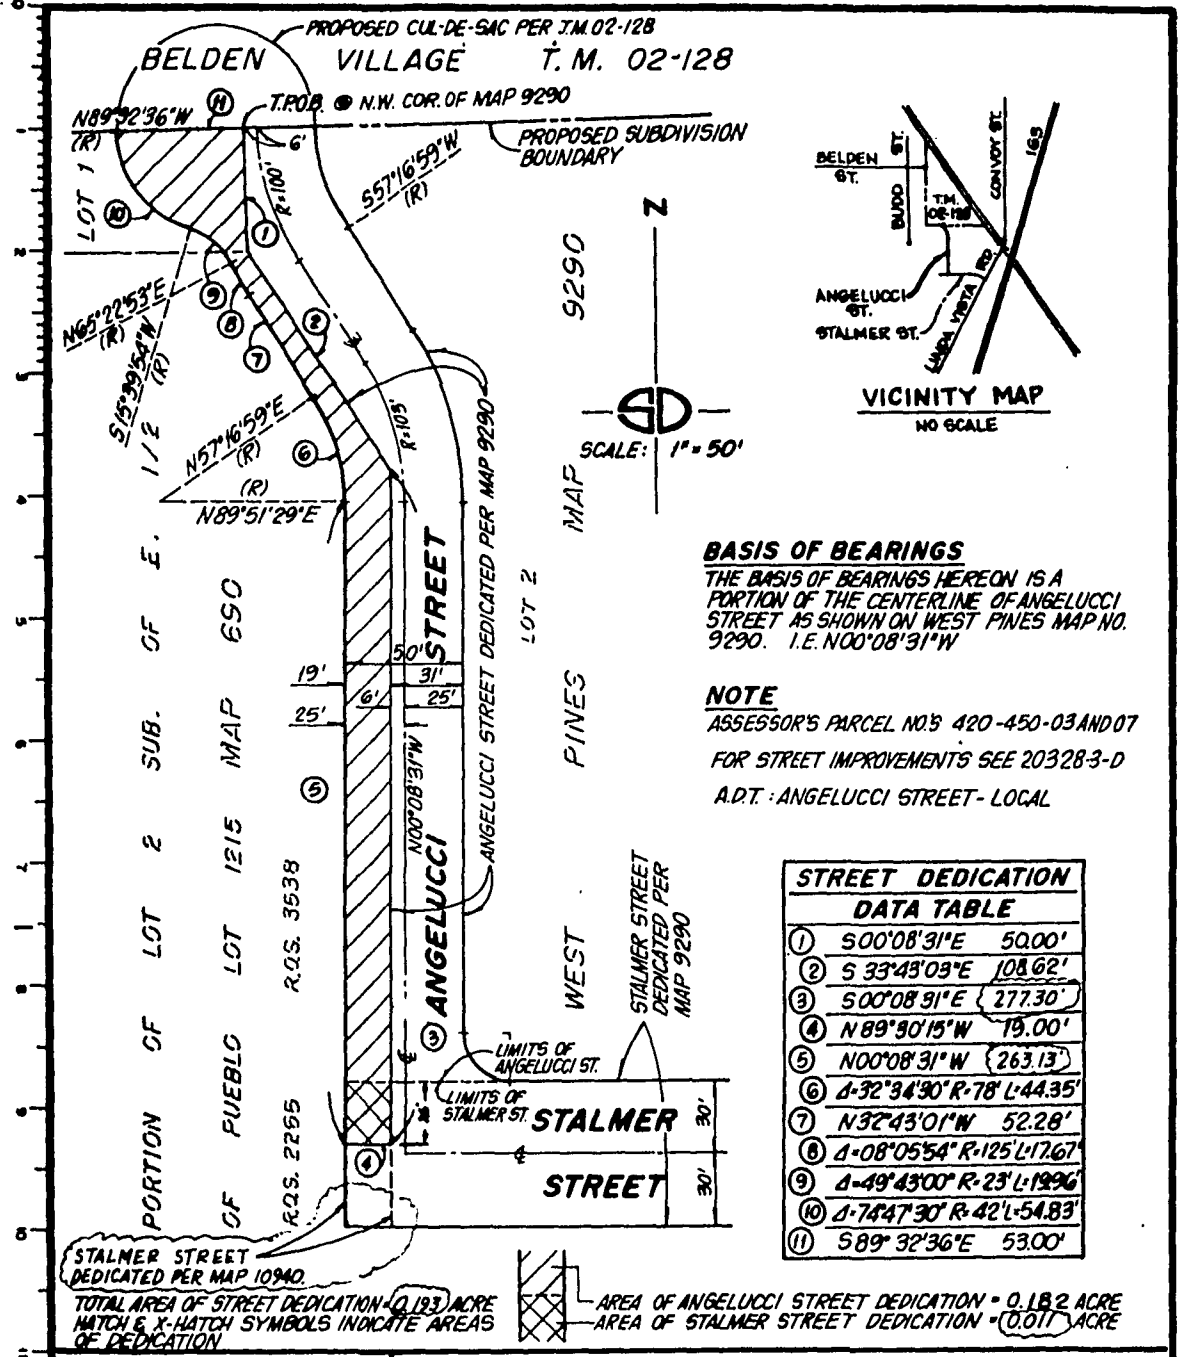 PROPOSED CUL-DE-SAC PER T.M. 02-128
BELDEN VILLAGE T.M. 02-128
N89°32'36"W
(R)
11
T.P.O.B. @ N.W. COR. OF MAP 9290
6'
PROPOSED SUBDIVISION
BOUNDARY
LOT 1
R=100'
S57°16'59"W
(R)
10
1
9
8
7
2
N65°22'53"E
(R)
S15°39'54"W
(R)
N57°16'59"E
(R)
6
(R)
N89°51'29"E
R=103'
BELDEN
ST.
BUDD ST.
CONVOY ST.
163
T.M.
02-128
ANGELUCCI
ST.
STALMER ST.
LINDA VISTA RD.
VICINITY MAP
NO SCALE
N
SD
SCALE: 1"=50'
BASIS OF BEARINGS
THE BASIS OF BEARINGS HEREON IS A
PORTION OF THE CENTERLINE OF ANGELUCCI
STREET AS SHOWN ON WEST PINES MAP NO.
9290. I.E. N00°08'31"W
NOTE
ASSESSOR'S PARCEL NO.'S 420-450-03 AND 07
FOR STREET IMPROVEMENTS SEE 20328-3-D
A.D.T.: ANGELUCCI STREET - LOCAL
PORTION OF LOT 2 SUB. OF E. 1/2
OF PUEBLO LOT 1215 MAP 690
R.O.S. 2255 R.O.S. 3538
50'
19'
31'
6'
25'
25'
5
N00°08'31"W
3 ANGELUCCI STREET
ANGELUCCI STREET DEDICATED PER MAP 9290
LOT 2
WEST PINES MAP 9290
STALMER STREET
DEDICATED PER
MAP 9290
LIMITS OF
ANGELUCCI ST.
LIMITS OF
STALMER ST.
STALMER
STREET
30'
30'
4
STREET DEDICATION
DATA TABLE
1 S00°08'31"E 50.00'
2 S 33°43'03"E 108.62'
3 S00°08'31"E 277.30'
4 N89°30'15"W 19.00'
5 N00°08'31"W 263.13'
6 Δ=32°34'30" R=78' L=44.35'
7 N32°43'01"W 52.28'
8 Δ=08°05'54" R=125' L=17.67'
9 Δ=49°43'00" R=23' L=19.96'
10 Δ=74°47'30" R=42' L=54.83'
11 S89°32'36"E 53.00'
STALMER STREET
DEDICATED PER MAP 10940.
TOTAL AREA OF STREET DEDICATION=0.193 ACRE
HATCH & X-HATCH SYMBOLS INDICATE AREAS
OF DEDICATION
AREA OF ANGELUCCI STREET DEDICATION = 0.182 ACRE
AREA OF STALMER STREET DEDICATION = 0.011 ACRE